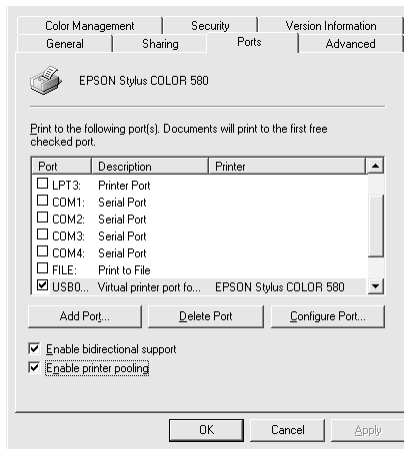 Color Management Security Version Information
General Sharing Ports Advanced
EPSON Stylus COLOR 580
Print to the following port(s). Documents will print to the first free
checked port.
Port Description Printer
LPT3: Printer Port
COM1: Serial Port
COM2: Serial Port
COM3: Serial Port
COM4: Serial Port
FILE: Print to File
USB0... Virtual printer port fo... EPSON Stylus COLOR 580
Add Port... Delete Port Configure Port...
Enable bidirectional support
Enable printer pooling
OK Cancel Apply